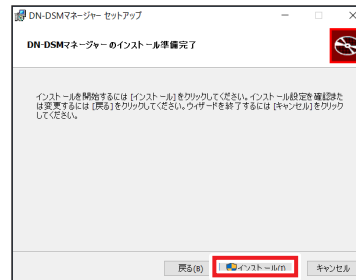 DN-DSMマネージャー セットアップ
DN-DSMマネージャーのインストール準備完了
インストールを開始するには [インストール] をクリックしてください。インストール設定を確認また
は変更するには [戻る] をクリックしてください。ウィザードを終了するには [キャンセル] をクリック
してください。
戻る(B)
インストール(I)
キャンセル